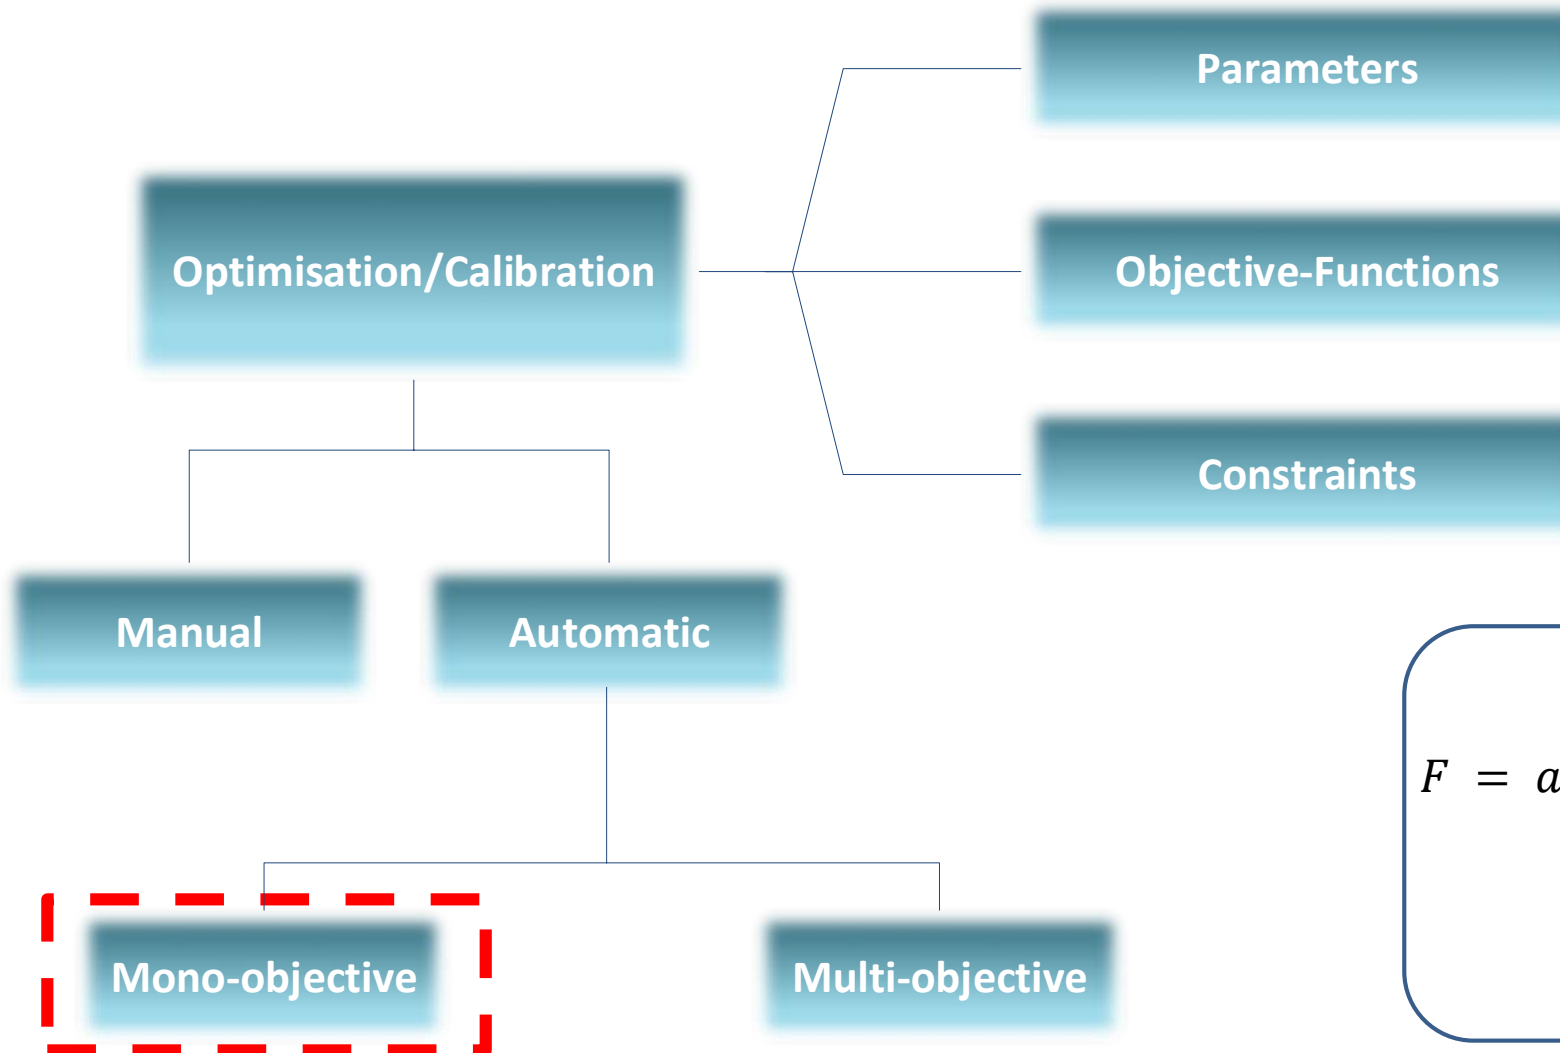 Parameters
Optimisation/Calibration
Objective-Functions
Constraints
Manual
Automatic
F = a
Mono-objective
Multi-objective